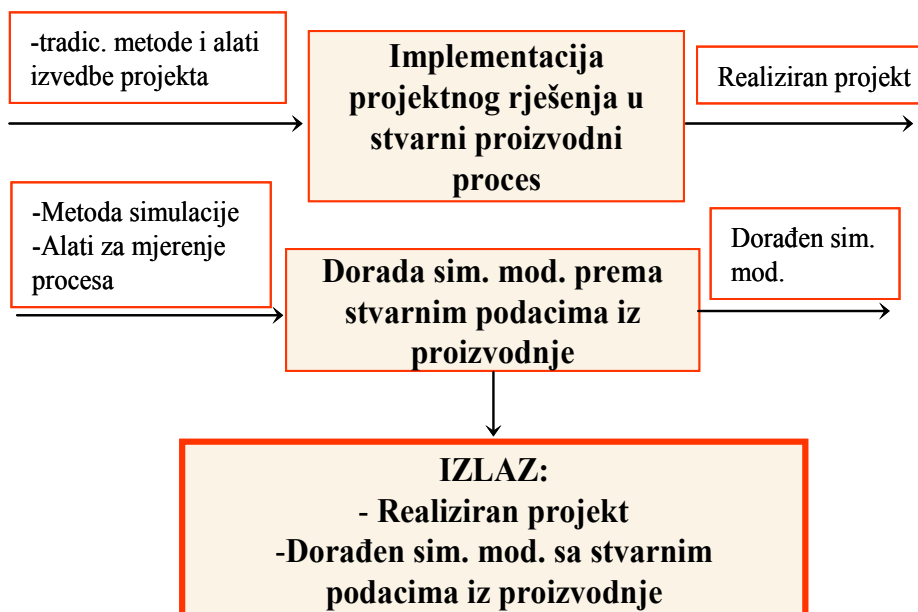 -tradic. metode i alati
izvedbe projekta
Implementacija
projektnog rješenja u
stvarni proizvodni
proces
Realiziran projekt
-Metoda simulacije
-Alati za mjerenje
procesa
Dorada sim. mod. prema
stvarnim podacima iz
proizvodnje
Dorađen sim.
mod.
IZLAZ:
- Realiziran projekt
-Dorađen sim. mod. sa stvarnim
podacima iz proizvodnje